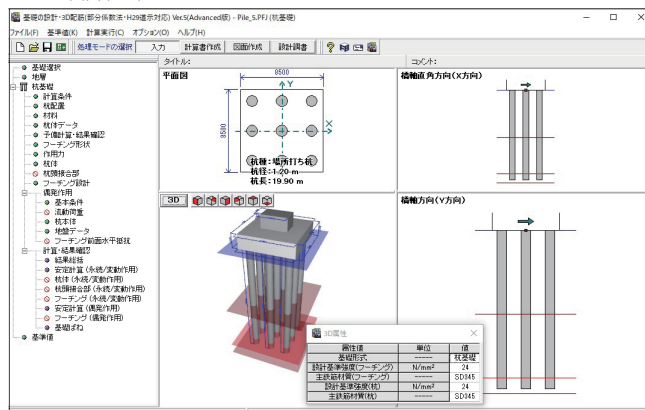 基礎の設計・3D配筋(部分係数法・H29道示対応) Ver.5(Advanced版) - Pile_S.PFJ (杭基礎)
ファイル(F) 基準値(K) 計算実行(C) オプション(O) ヘルプ(H)
処理モードの選択 入力 計算書作成 図面作成 設計調書
タイトル: コメント:
基礎選択
地層
杭基礎
計算条件
杭配置
材料
杭体データ
予備計算・結果確認
フーチング形状
作用力
杭体
杭頭接合部
フーチング設計
偶発作用
基本条件
流動荷重
杭本体
地盤データ
フーチング前面水平抵抗
計算・結果確認
結果総括
安定計算(永続/変動作用)
杭体(永続/変動作用)
杭頭接合部(永続/変動作用)
フーチング(永続/変動作用)
安定計算(偶発作用)
フーチング(偶発作用)
基礎ばね
基準値
平面図
8500
Y
8500
X
杭種:場所打ち杭
杭径:1.20 m
杭長:19.90 m
橋軸直角方向(X方向)
3D
橋軸方向(Y方向)
3D属性
属性値 単位 値
基礎形式 ----- 杭基礎
設計基準強度(フーチング) N/mm² 24
主鉄筋材質(フーチング) ----- SD345
設計基準強度(杭) N/mm² 24
主鉄筋材質(杭) ----- SD345